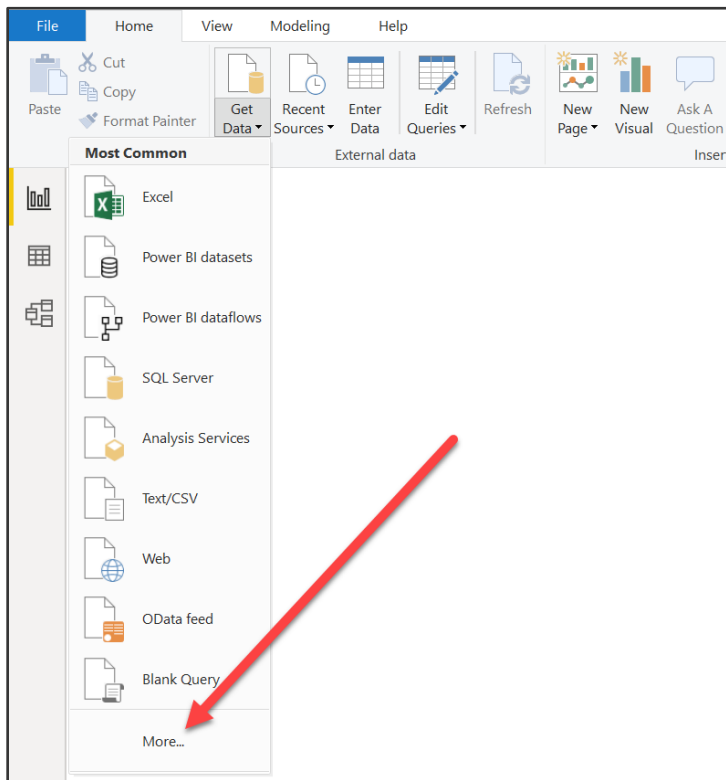 File Home View Modeling Help
Cut
Copy
Format Painter
Paste
Get Data
Recent Sources
Enter Data
Edit Queries
Refresh
New Page
New Visual
Ask A Question
External data
Inser
Most Common
Excel
Power BI datasets
Power BI dataflows
SQL Server
Analysis Services
Text/CSV
Web
OData feed
Blank Query
More...